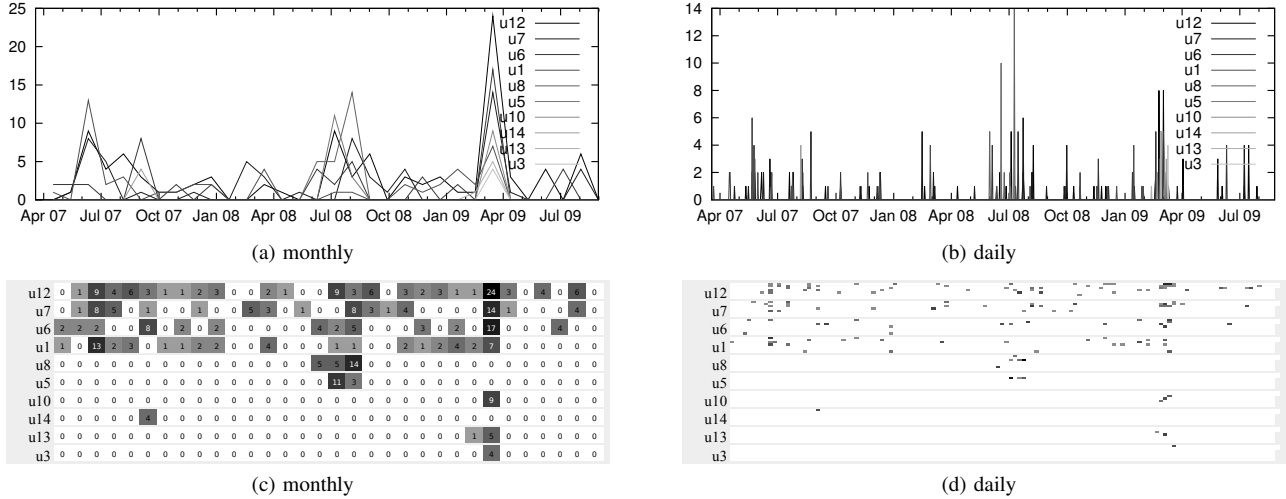 25
20
15
10
5
0
Apr 07 Jul 07 Oct 07 Jan 08 Apr 08 Jul 08 Oct 08 Jan 09 Apr 09 Jul 09
u12
u7
u6
u1
u8
u5
u10
u14
u13
u3
(a) monthly
14
12
10
8
6
4
2
0
Apr 07 Jul 07 Oct 07 Jan 08 Apr 08 Jul 08 Oct 08 Jan 09 Apr 09 Jul 09
u12
u7
u6
u1
u8
u5
u10
u14
u13
u3
(b) daily
u12 0 1 9 4 6 3 1 1 2 3 0 0 2 1 0 0 9 3 6 0 3 2 3 1 1 24 3 0 4 0 6 0
u7 0 1 8 5 0 1 0 0 1 0 0 5 3 0 1 0 0 8 3 1 4 0 0 0 0 14 1 0 0 0 4 0
u6 2 2 2 0 0 8 0 2 0 2 0 0 0 0 0 4 2 5 0 0 0 3 0 2 0 17 0 0 0 4 0 0
u1 1 0 13 2 3 0 1 1 2 2 0 0 4 0 0 0 1 1 0 0 2 1 2 4 2 7 0 0 0 0 0 0
u8 0 0 0 0 0 0 0 0 0 0 0 0 0 0 0 5 5 14 0 0 0 0 0 0 0 0 0 0 0 0 0 0
u5 0 0 0 0 0 0 0 0 0 0 0 0 0 0 0 0 11 3 0 0 0 0 0 0 0 0 0 0 0 0 0 0
u10 0 0 0 0 0 0 0 0 0 0 0 0 0 0 0 0 0 0 0 0 0 0 0 0 0 9 0 0 0 0 0 0
u14 0 0 0 0 0 4 0 0 0 0 0 0 0 0 0 0 0 0 0 0 0 0 0 0 0 0 0 0 0 0 0 0
u13 0 0 0 0 0 0 0 0 0 0 0 0 0 0 0 0 0 0 0 0 0 0 0 0 1 5 0 0 0 0 0 0
u3 0 0 0 0 0 0 0 0 0 0 0 0 0 0 0 0 0 0 0 0 0 0 0 0 0 4 0 0 0 0 0 0
(c) monthly
u12
u7
u6
u1
u8
u5
u10
u14
u13
u3
(d) daily